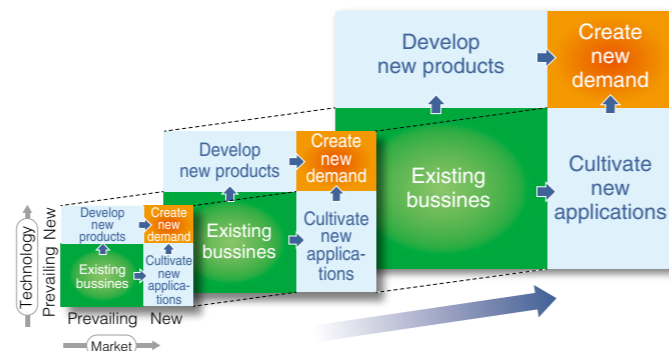 Develop
new products
Create
new
demand
Existing
bussines
Cultivate
new
applications
Develop
new products
Create
new
demand
Existing
bussines
Cultivate
new
applica-
tions
Develop
new
products
Create
new
demand
Existing
bussines
Cultivate
new
applica-
tions
Technology
Prevailing New
Prevailing New
Market